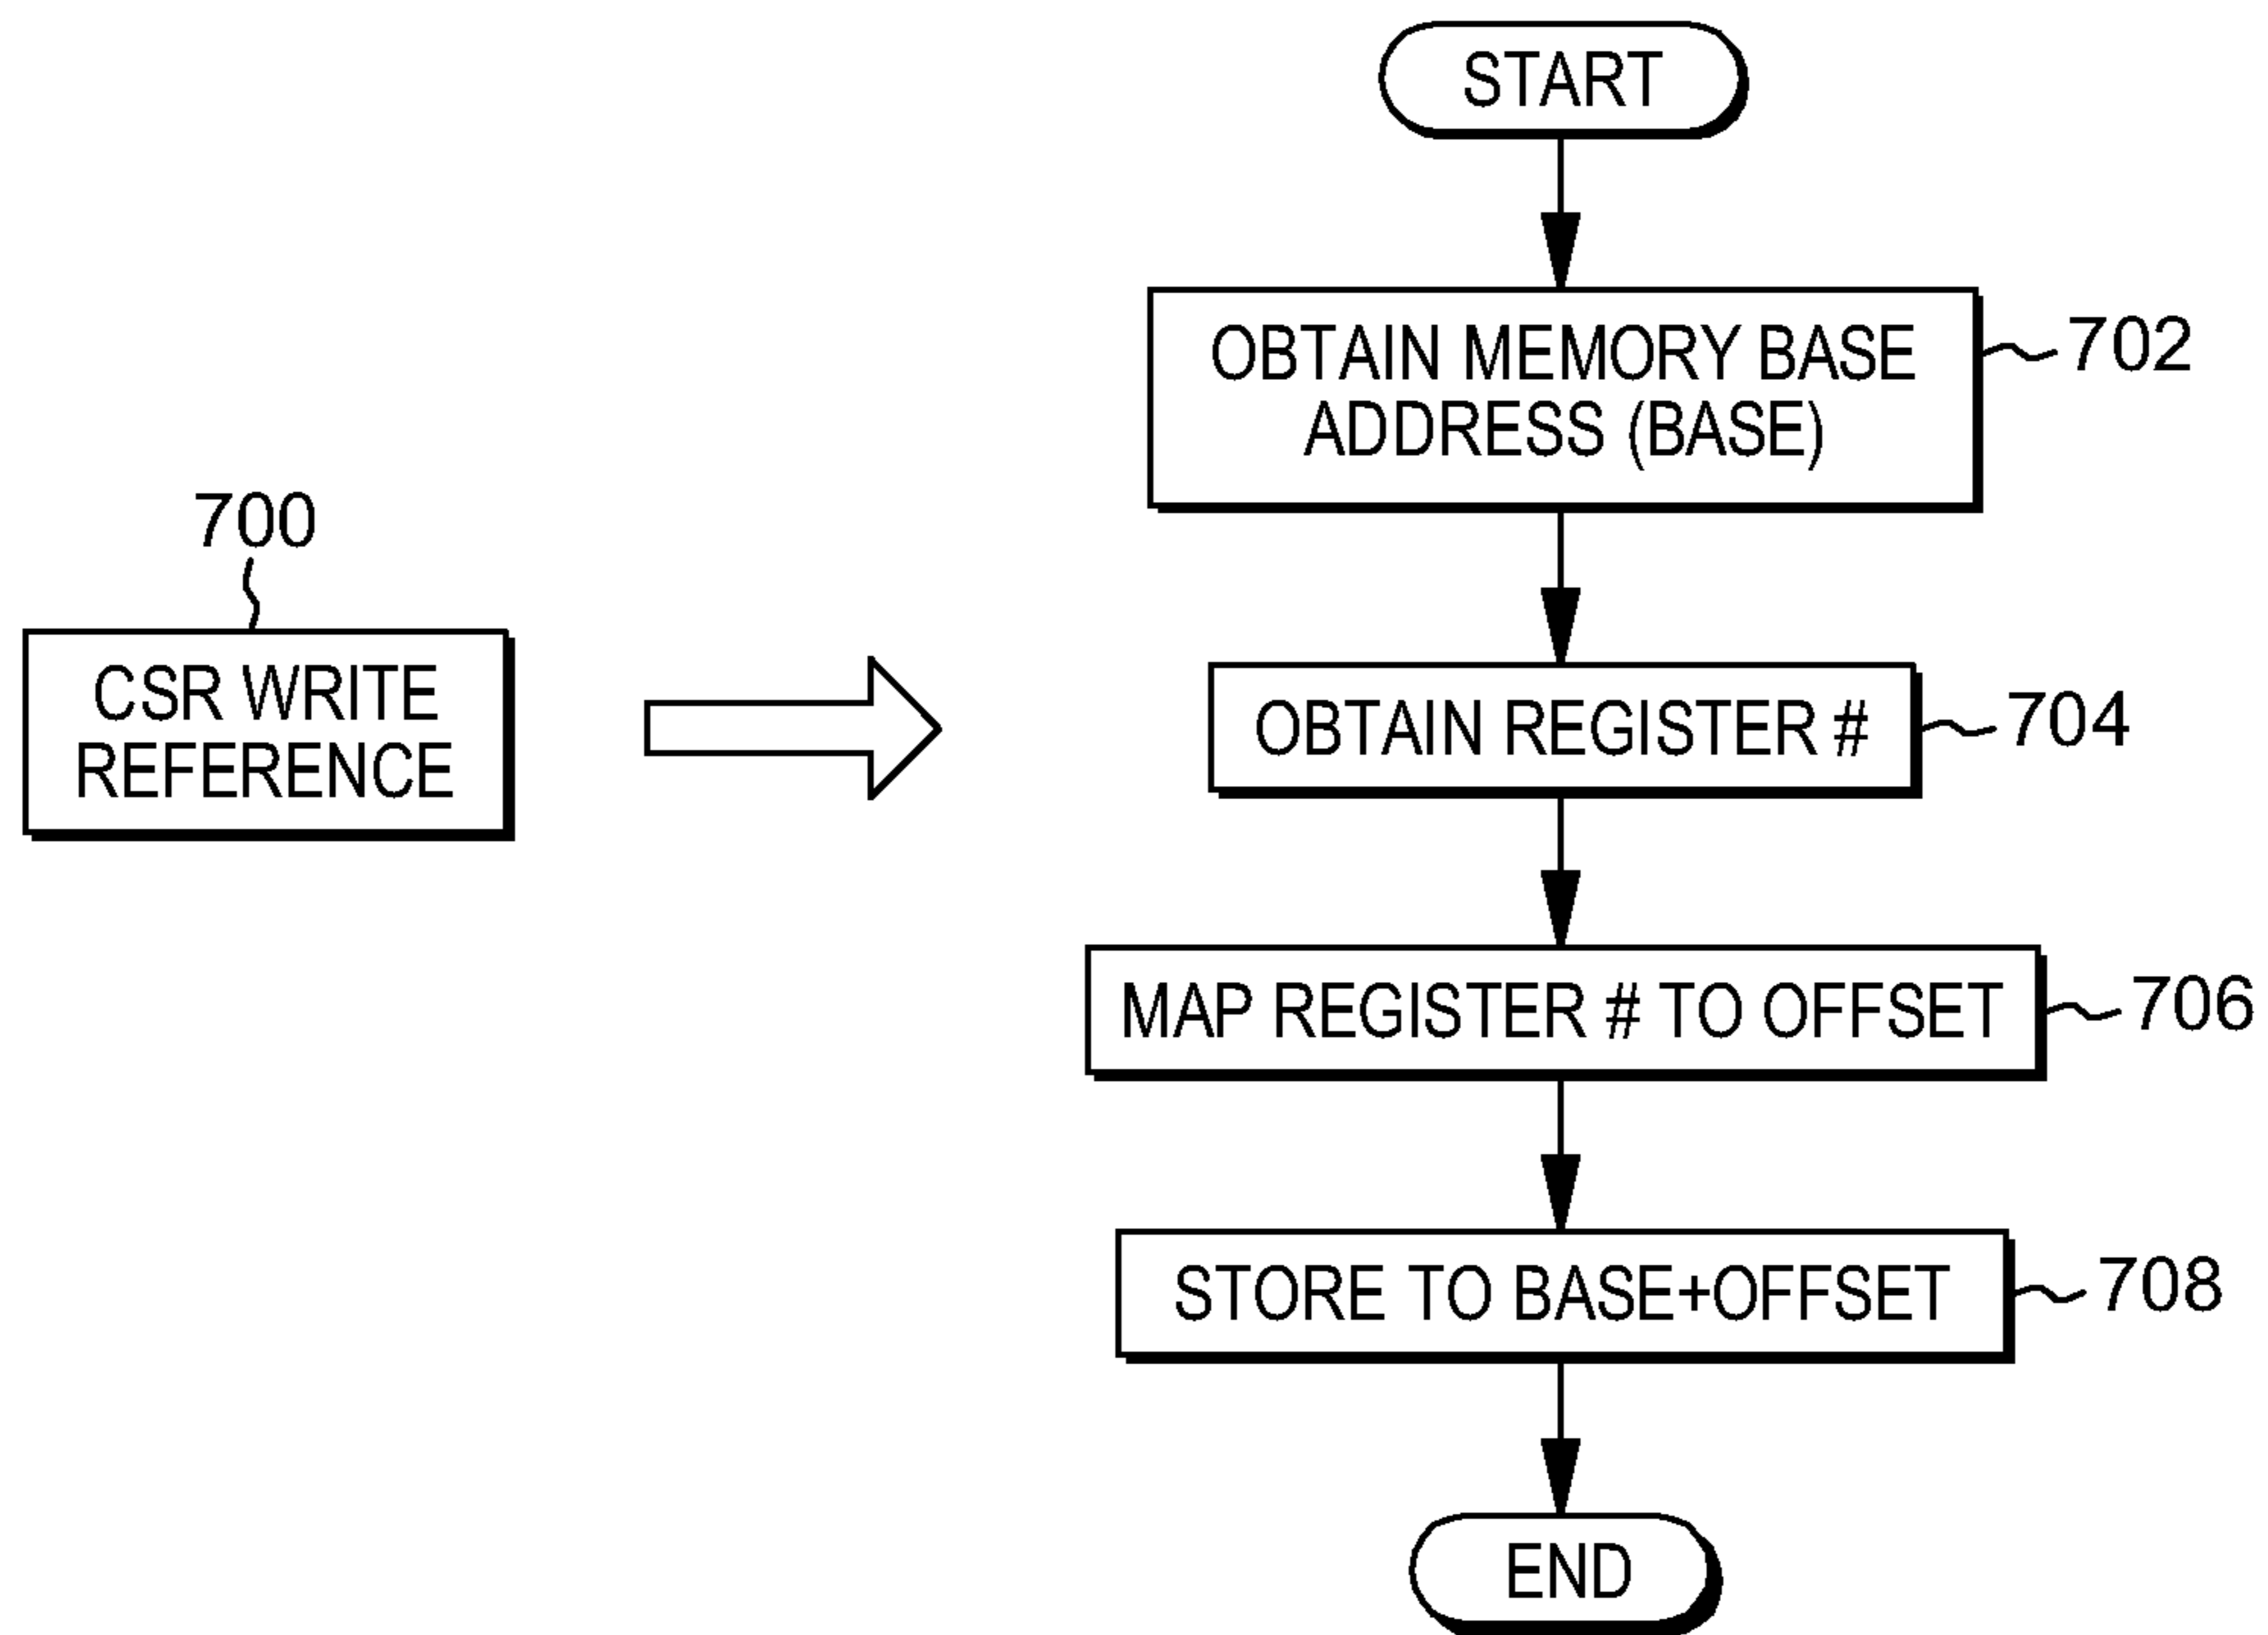 START
OBTAIN MEMORY BASE
ADDRESS (BASE)
702
700
CSR WRITE
REFERENCE
OBTAIN REGISTER #
704
MAP REGISTER # TO OFFSET
706
STORE TO BASE+OFFSET
708
END